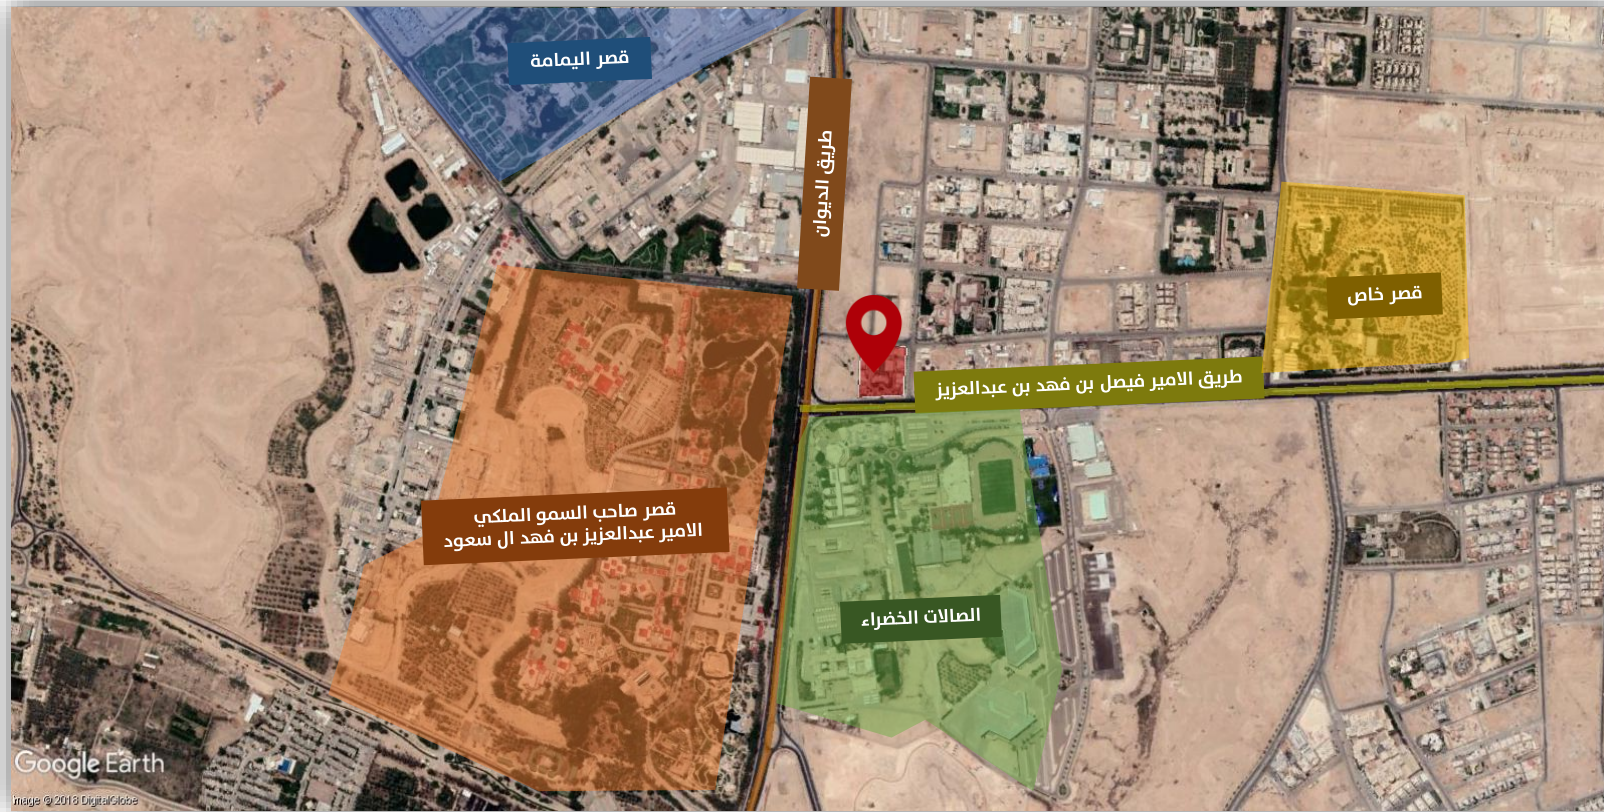 قصر اليمامة
طريق الديوان
قصر خاص
طريق الامير فيصل بن فهد بن عبدالعزيز
قصر صاحب السمو الملكي
الامير عبدالعزيز بن فهد ال سعود
الصالات الخضراء
Google Earth
Image © 2018 DigitalGlobe